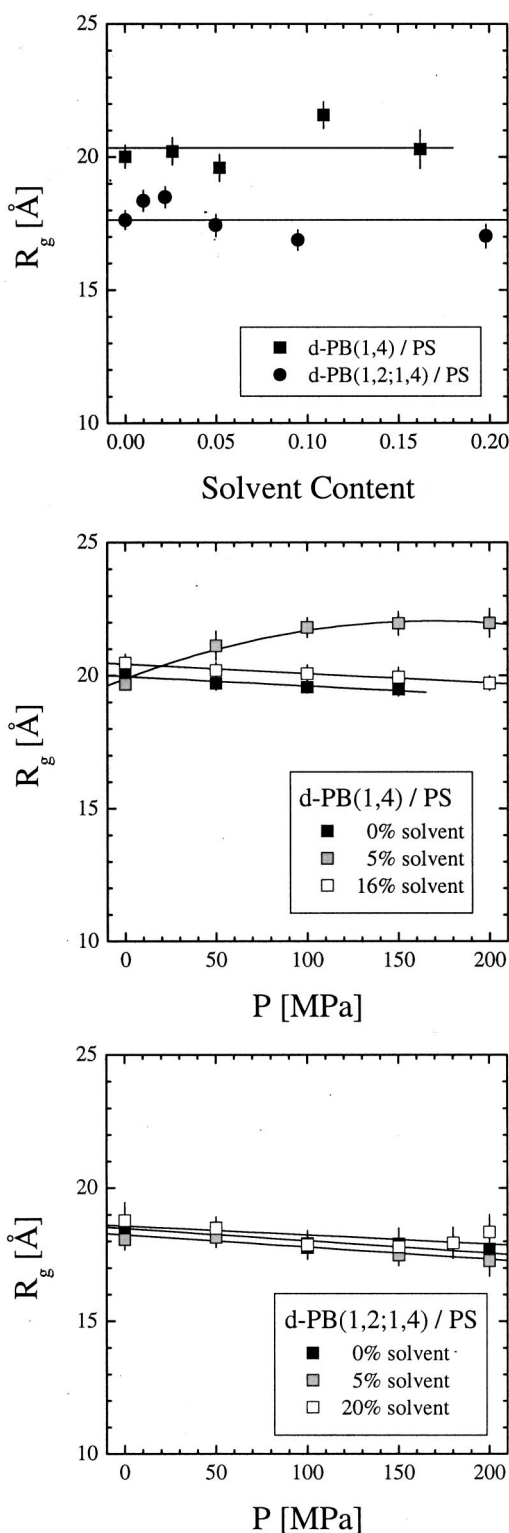 25
20
15
10
R_g [Å]
0.00 0.05 0.10 0.15 0.20
Solvent Content
d-PB(1,4) / PS
d-PB(1,2;1,4) / PS
25
20
15
10
R_g [Å]
d-PB(1,4) / PS
0% solvent
5% solvent
16% solvent
0 50 100 150 200
P [MPa]
25
20
15
10
R_g [Å]
d-PB(1,2;1,4) / PS
0% solvent
5% solvent
20% solvent
0 50 100 150 200
P [MPa]